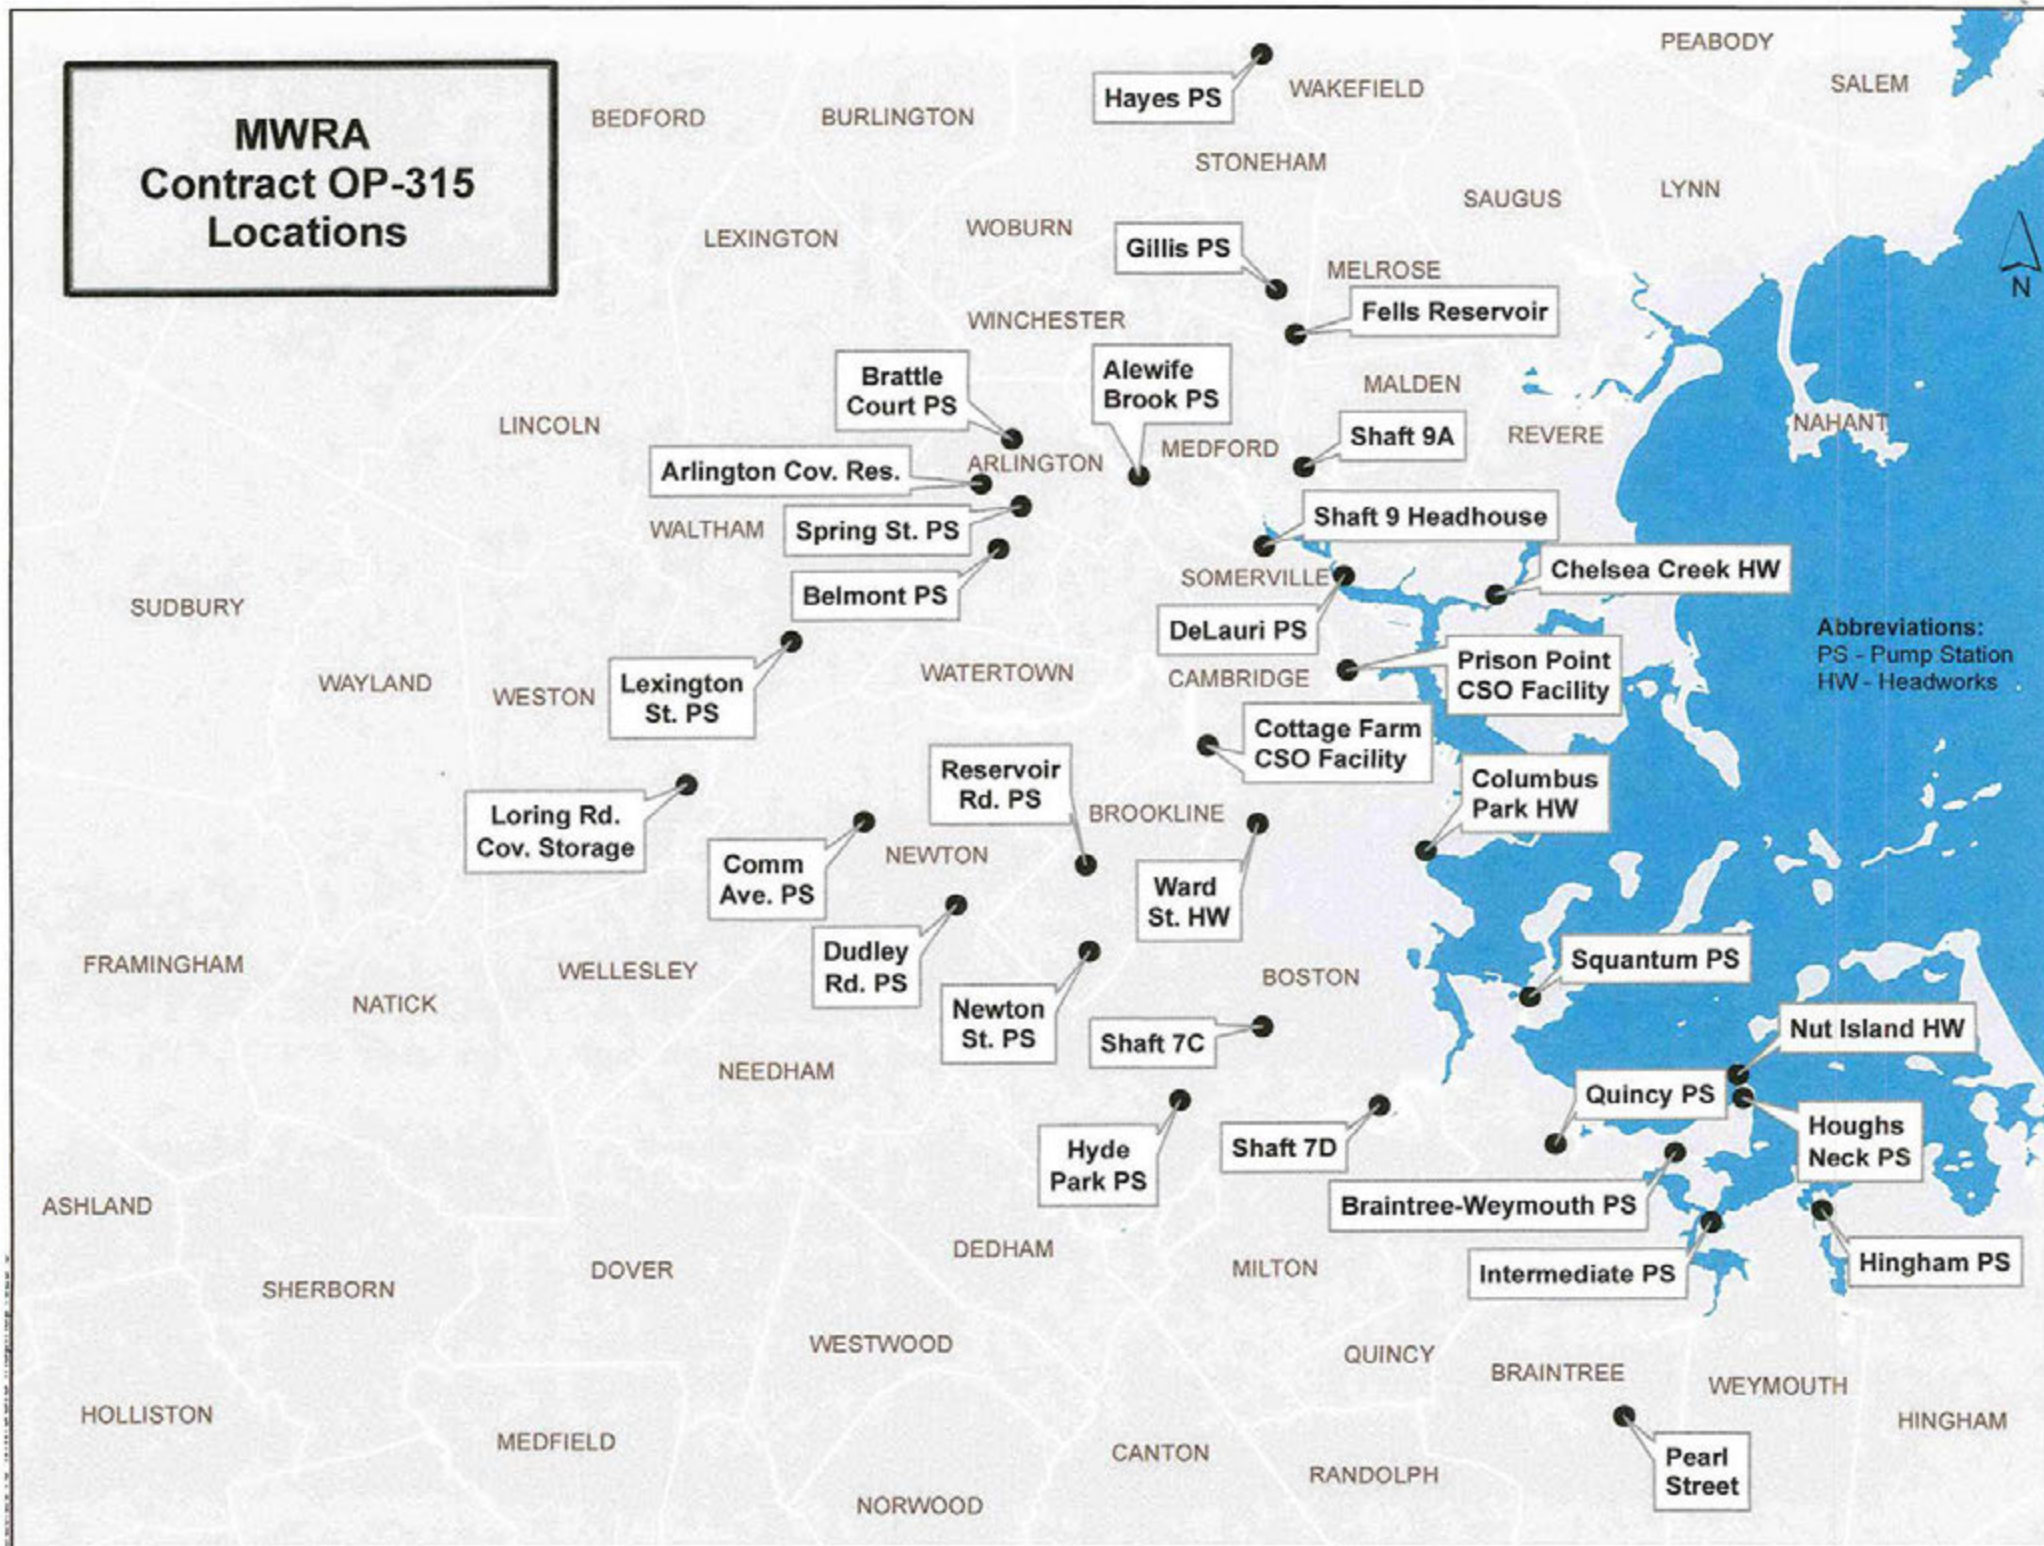 MWRA
Contract OP-315
Locations
PEABODY
SALEM
Hayes PS
WAKEFIELD
BEDFORD
BURLINGTON
STONEHAM
SAUGUS
LYNN
LEXINGTON
WOBURN
Gillis PS
MELROSE
N
Fells Reservoir
WINCHESTER
Brattle
Court PS
Alewife
Brook PS
MALDEN
LINCOLN
NAHANT
Shaft 9A
REVERE
MEDFORD
ARLINGTON
Arlington Cov. Res.
WALTHAM
Spring St. PS
Shaft 9 Headhouse
SOMERVILLE
Chelsea Creek HW
Belmont PS
SUDBURY
DeLauri PS
Abbreviations:
PS - Pump Station
HW - Headworks
WAYLAND
WESTON
Lexington
St. PS
WATERTOWN
CAMBRIDGE
Prison Point
CSO Facility
Cottage Farm
CSO Facility
Reservoir
Rd. PS
Columbus
Park HW
Loring Rd.
Cov. Storage
BROOKLINE
Comm
Ave. PS
NEWTON
Ward
St. HW
FRAMINGHAM
WELLESLEY
Dudley
Rd. PS
BOSTON
Squantum PS
NATICK
Newton
St. PS
Shaft 7C
Nut Island HW
NEEDHAM
Quincy PS
Hyde
Park PS
Shaft 7D
Houghs
Neck PS
ASHLAND
Braintree-Weymouth PS
DEDHAM
DOVER
MILTON
Intermediate PS
Hingham PS
SHERBORN
WESTWOOD
QUINCY
BRAINTREE
WEYMOUTH
HOLLISTON
HINGHAM
MEDFIELD
CANTON
RANDOLPH
Pearl
Street
NORWOOD